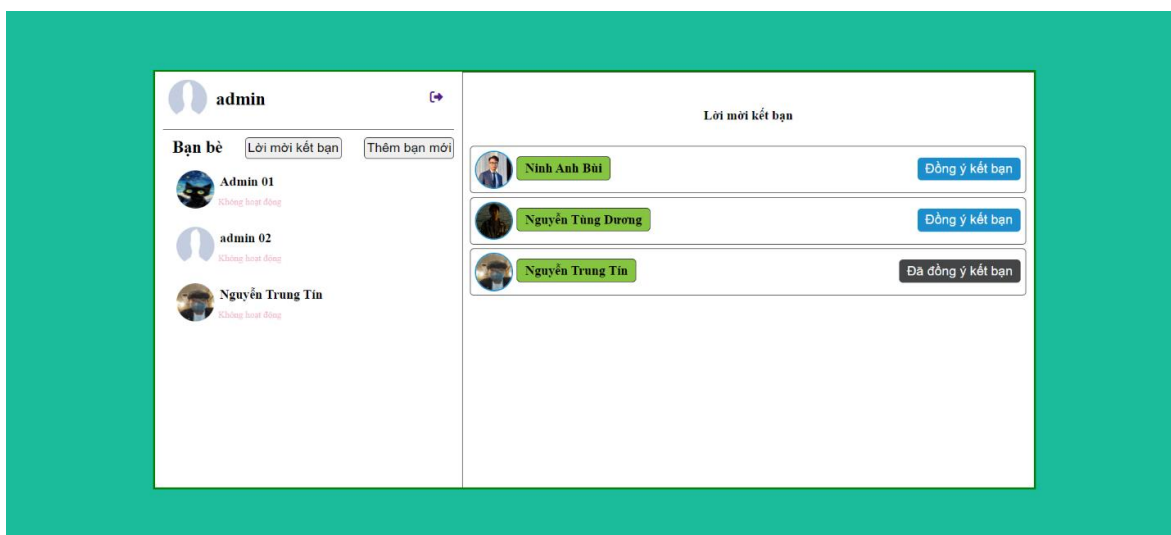 admin
Bạn bè
Lời mời kết bạn
Thêm bạn mới
Admin 01
Không hoạt động
admin 02
Không hoạt động
Nguyễn Trung Tín
Không hoạt động
Lời mời kết bạn
Ninh Anh Bùi
Đồng ý kết bạn
Nguyễn Tùng Dương
Đồng ý kết bạn
Nguyễn Trung Tín
Đã đồng ý kết bạn